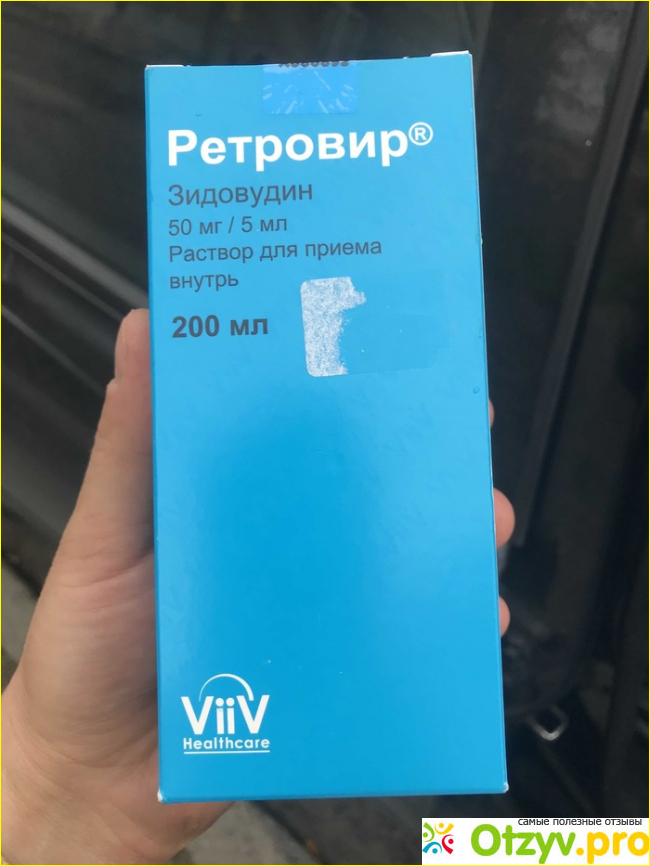 Ретровир®
Зидовудин
50 мг / 5 мл
Раствор для приема
внутрь
200 мл
ViiV
Healthcare
самые полезные отзывы
Otzyv.pro